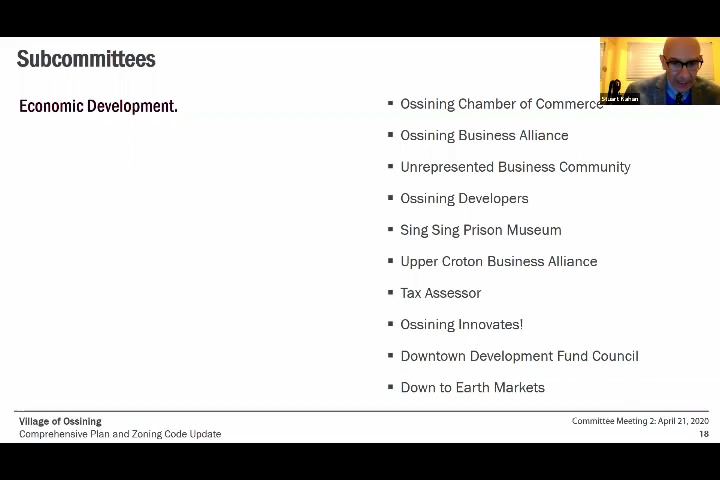 Subcommittees
Stuart Kahan
Economic Development.
▪ Ossining Chamber of Commerce
▪ Ossining Business Alliance
▪ Unrepresented Business Community
▪ Ossining Developers
▪ Sing Sing Prison Museum
▪ Upper Croton Business Alliance
▪ Tax Assessor
▪ Ossining Innovates!
▪ Downtown Development Fund Council
▪ Down to Earth Markets
Village of Ossining
Comprehensive Plan and Zoning Code Update
Committee Meeting 2: April 21, 2020
18